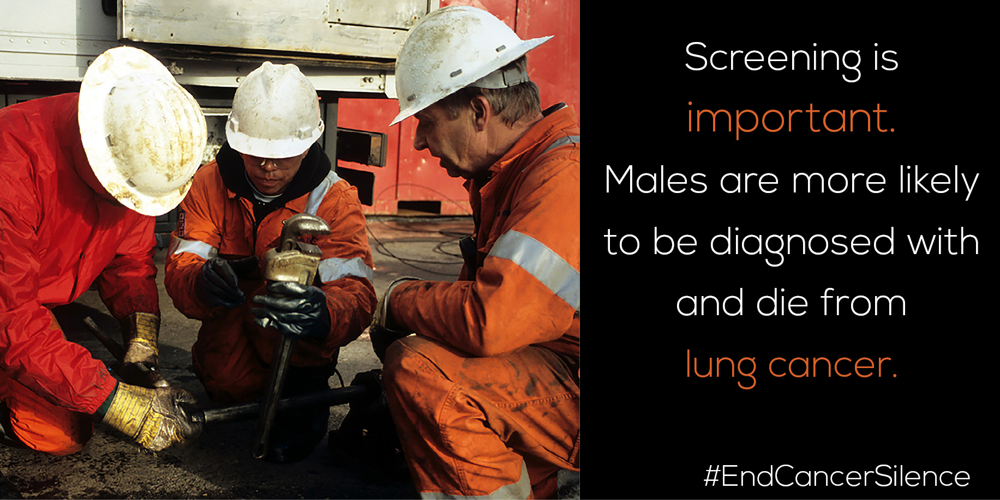 Screening is
important.
Males are more likely
to be diagnosed with
and die from
lung cancer.
#EndCancerSilence